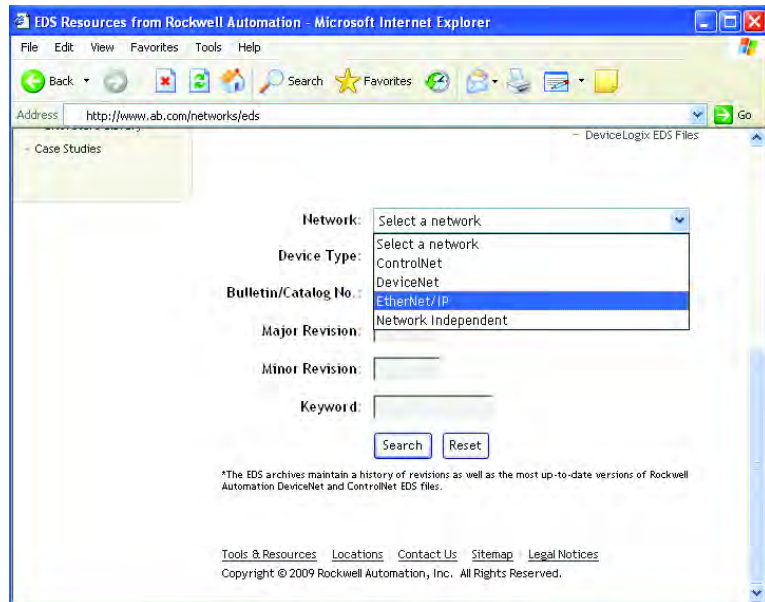 EDS Resources from Rockwell Automation - Microsoft Internet Explorer
File Edit View Favorites Tools Help
Back Search Favorites
Address http://www.ab.com/networks/eds Go
- Case Studies
- DeviceLogix EDS Files
Network: Select a network
Select a network
Device Type:
ControlNet
DeviceNet
Bulletin/Catalog No.:
EtherNet/IP
Network Independent
Major Revision:
Minor Revision:
Keyword:
Search Reset
*The EDS archives maintain a history of revisions as well as the most up-to-date versions of Rockwell
Automation DeviceNet and ControlNet EDS files.
Tools & Resources Locations Contact Us Sitemap Legal Notices
Copyright © 2009 Rockwell Automation, Inc. All Rights Reserved.